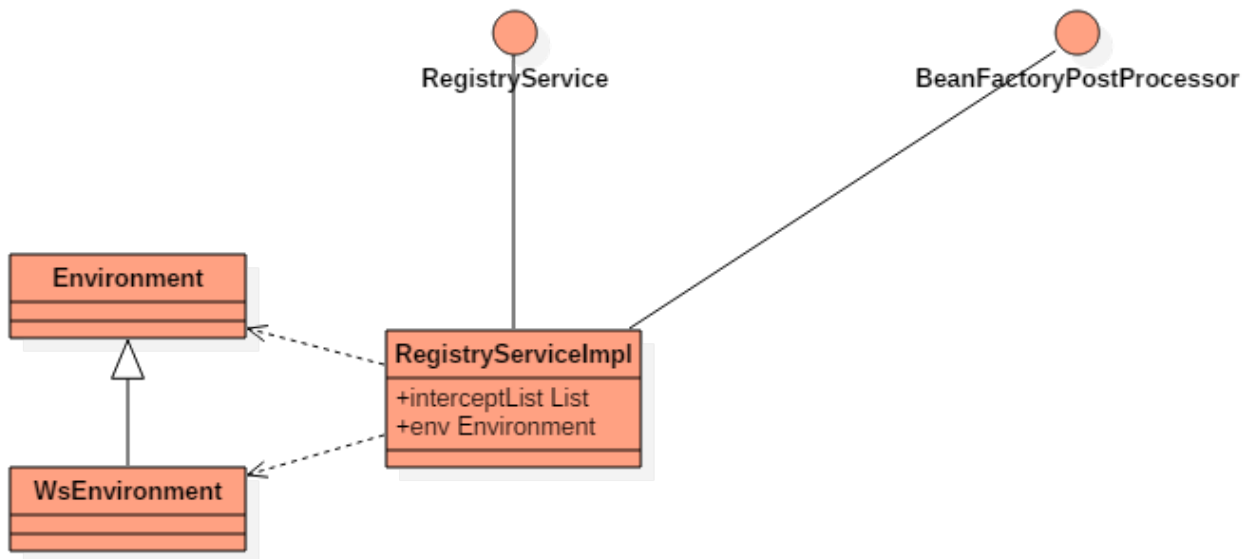 RegistryService
BeanFactoryPostProcessor
Environment
RegistryServiceImpl
+interceptList List
+env Environment
WsEnvironment